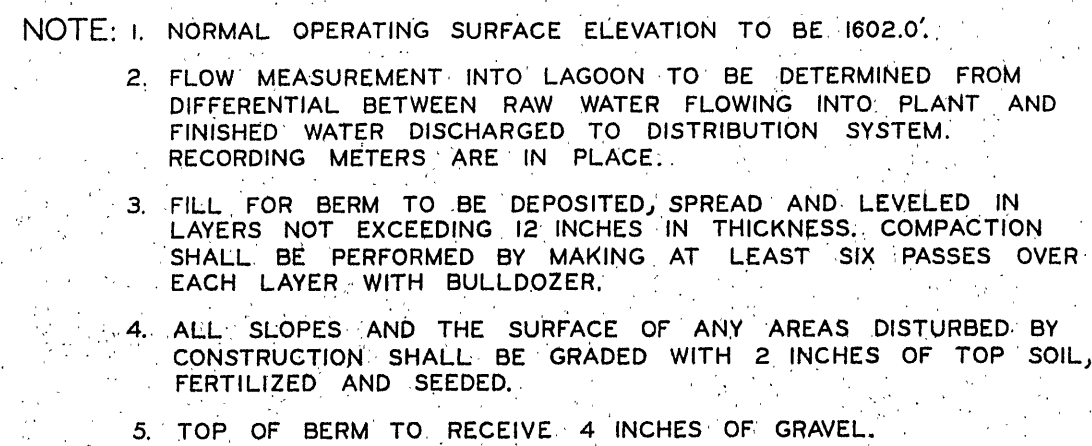 NOTE: 1. NORMAL OPERATING SURFACE ELEVATION TO BE 1602.0'.
2. FLOW MEASUREMENT INTO LAGOON TO BE DETERMINED FROM
DIFFERENTIAL BETWEEN RAW WATER FLOWING INTO PLANT AND
FINISHED WATER DISCHARGED TO DISTRIBUTION SYSTEM.
RECORDING METERS ARE IN PLACE.
3. FILL FOR BERM TO BE DEPOSITED, SPREAD AND LEVELED IN
LAYERS NOT EXCEEDING 12 INCHES IN THICKNESS. COMPACTION
SHALL BE PERFORMED BY MAKING AT LEAST SIX PASSES OVER
EACH LAYER WITH BULLDOZER.
4. ALL SLOPES AND THE SURFACE OF ANY AREAS DISTURBED BY
CONSTRUCTION SHALL BE GRADED WITH 2 INCHES OF TOP SOIL,
FERTILIZED AND SEEDED.
5. TOP OF BERM TO RECEIVE 4 INCHES OF GRAVEL.